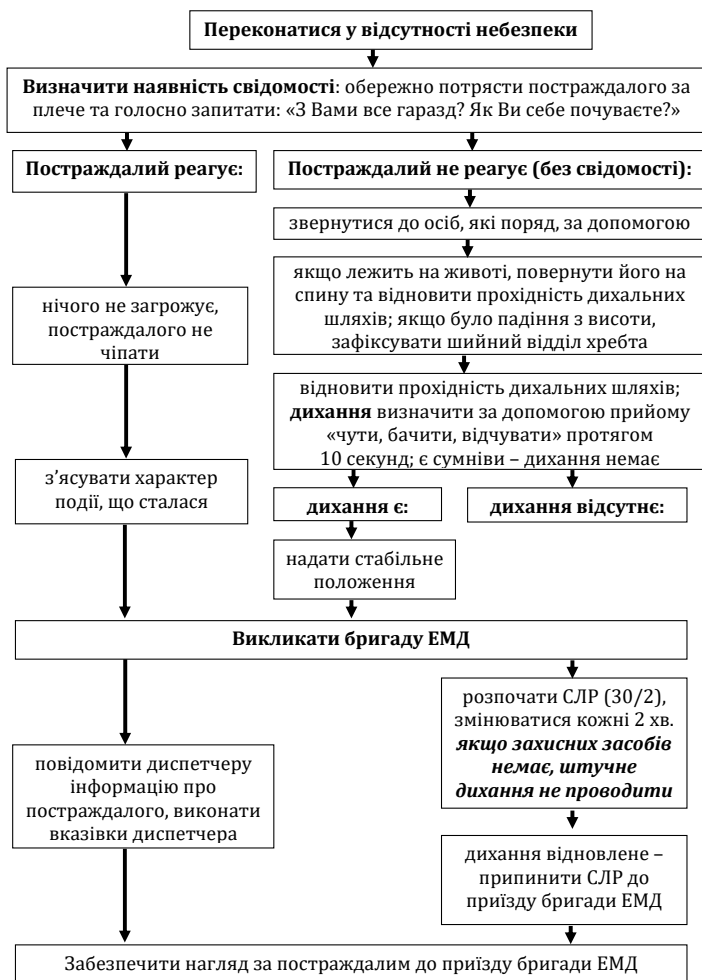 Переконатися у відсутності небезпеки
Визначити наявність свідомості: обережно потрясти постраждалого за
плече та голосно запитати: «З Вами все гаразд? Як Ви себе почуваєте?»
Постраждалий реагує:
Постраждалий не реагує (без свідомості):
звернутися до осіб, які поряд, за допомогою
нічого не загрожує,
постраждалого не
чіпати
якщо лежить на животі, повернути його на
спину та відновити прохідність дихальних
шляхів; якщо було падіння з висоти,
зафіксувати шийний відділ хребта
відновити прохідність дихальних шляхів;
дихання визначити за допомогою прийому
«чути, бачити, відчувати» протягом
10 секунд; є сумніви – дихання немає
з’ясувати характер
події, що сталася
дихання є:
дихання відсутнє:
надати стабільне
положення
Викликати бригаду ЕМД
розпочати СЛР (30/2),
змінюватися кожні 2 хв.
якщо захисних засобів
немає, штучне
дихання не проводити
повідомити диспетчеру
інформацію про
постраждалого, виконати
вказівки диспетчера
дихання відновлене –
припинити СЛР до
приїзду бригади ЕМД
Забезпечити нагляд за постраждалим до приїзду бригади ЕМД